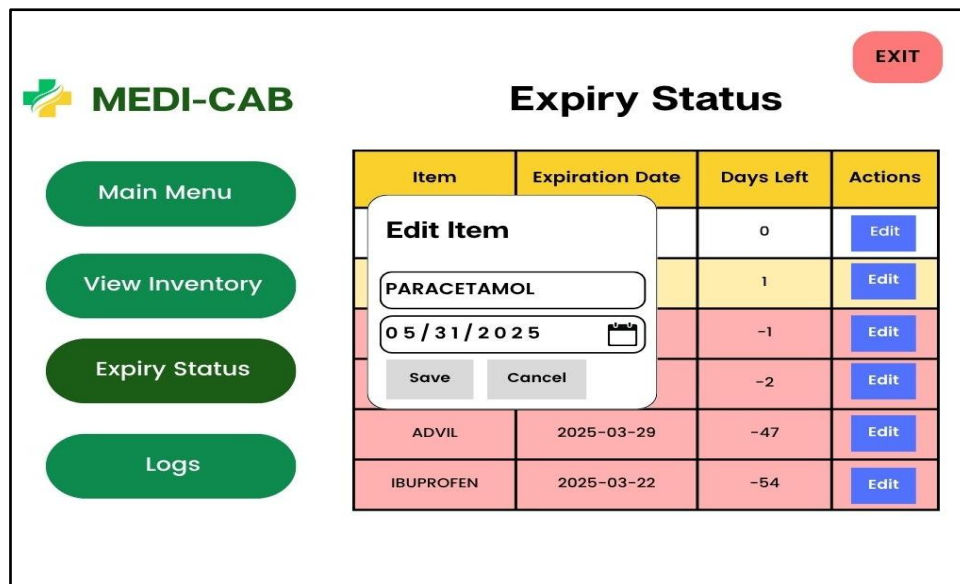 EXIT
MEDI-CAB
Expiry Status
Main Menu
View Inventory
Expiry Status
Logs
Item Expiration Date Days Left Actions
0 Edit
1 Edit
-1 Edit
-2 Edit
ADVIL 2025-03-29 -47 Edit
IBUPROFEN 2025-03-22 -54 Edit
Edit Item
PARACETAMOL
05/31/2025
Save Cancel